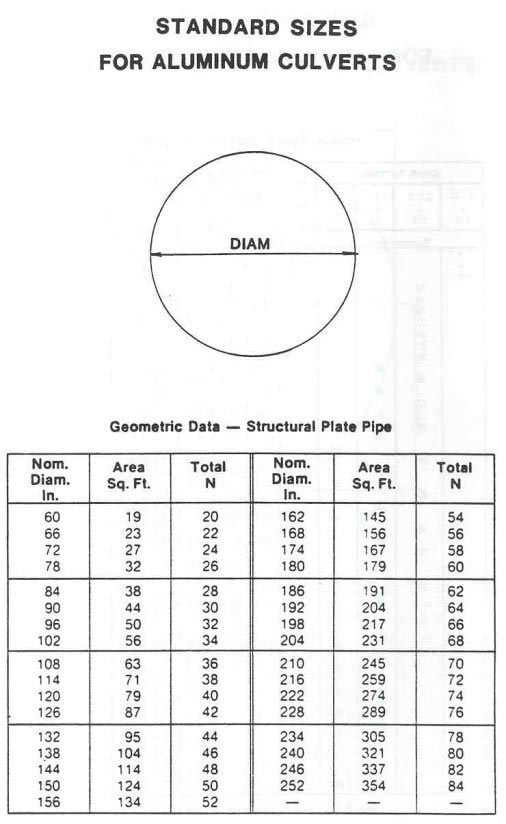 STANDARD SIZES
FOR ALUMINUM CULVERTS
DIAM
Geometric Data — Structural Plate Pipe
Nom. Diam. In. Area Sq. Ft. Total N Nom. Diam. In. Area Sq. Ft. Total N
60 19 20 162 145 54
66 23 22 168 156 56
72 27 24 174 167 58
78 32 26 180 179 60
84 38 28 186 191 62
90 44 30 192 204 64
96 50 32 198 217 66
102 56 34 204 231 68
108 63 36 210 245 70
114 71 38 216 259 72
120 79 40 222 274 74
126 87 42 228 289 76
132 95 44 234 305 78
138 104 46 240 321 80
144 114 48 246 337 82
150 124 50 252 354 84
156 134 52 — — —